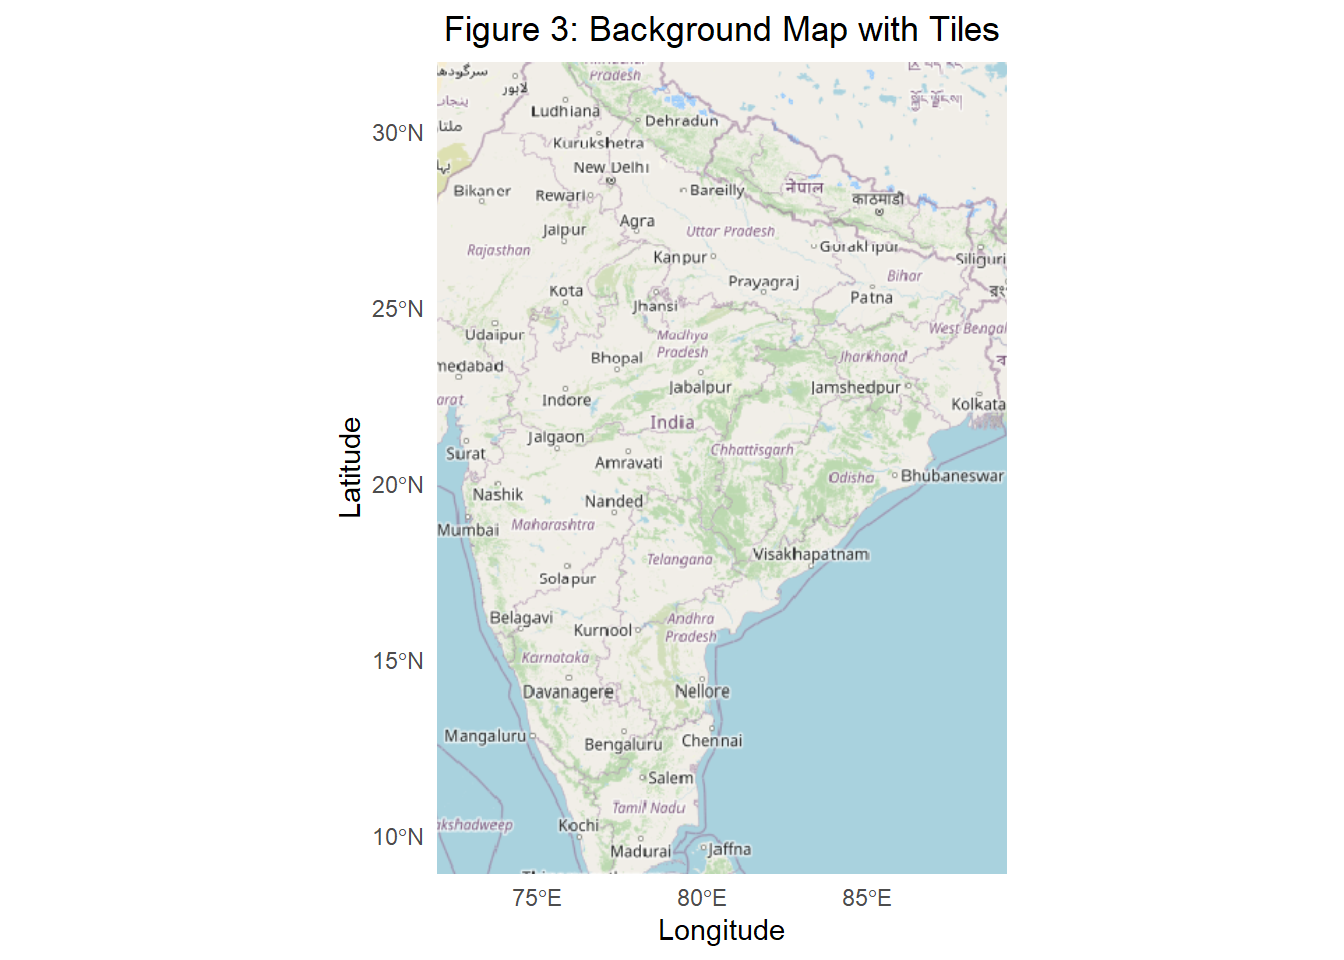 Figure 3: Background Map with Tiles
Pradesh
لاہور
Ludhiana
Dehradun
30°N
Kurukshetra
New Delhi
Bikaner
Rewari
Bareilly
नेपाल
काठमाडौं
Agra
Jaipur
Uttar Pradesh
Rajasthan
Gorakhpur
Kanpur
Siliguri
Bihar
Prayagraj
Kota
Patna
25°N
Jhansi
Udaipur
West Bengal
Madhya
Pradesh
Bhopal
Jharkhand
medabad
Jabalpur
Jamshedpur
arat
Indore
Kolkata
India
Jalgaon
Surat
Chhattisgarh
Amravati
Latitude
20°N
Odisha
Bhubaneswar
Nashik
Nanded
Mumbai
Maharashtra
Visakhapatnam
Telangana
Solapur
Belagavi
Andhra
Pradesh
Kurnool
15°N
Karnataka
Davanagere
Nellore
Mangaluru
Bengaluru
Chennai
Salem
Tamil Nadu
akshadweep
Kochi
10°N
Madurai
Jaffna
75°E
80°E
85°E
Longitude